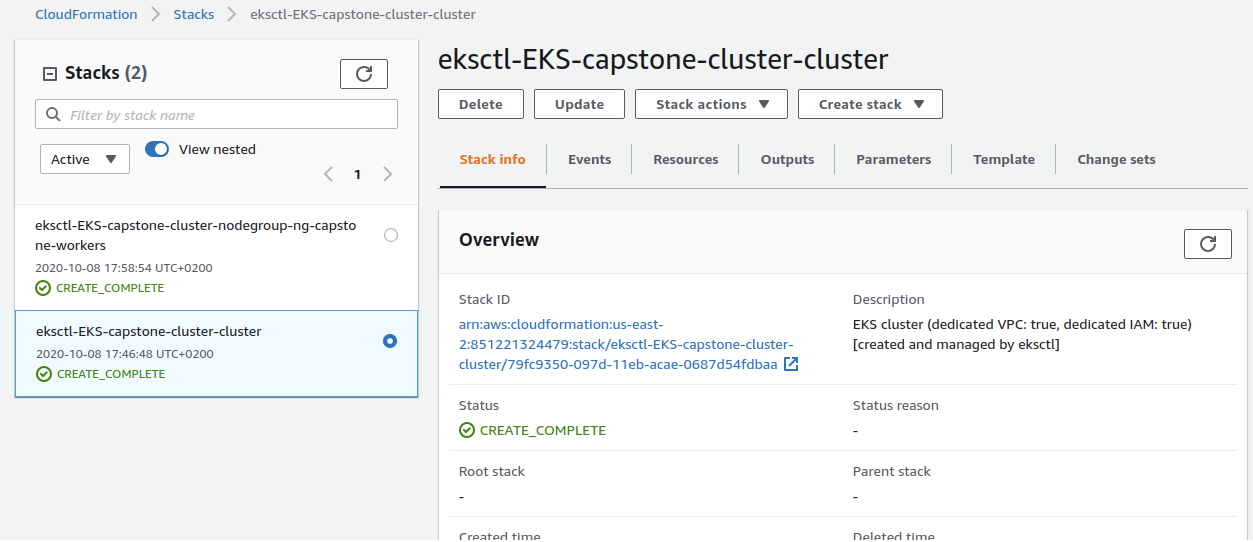 CloudFormation > Stacks > eksctl-EKS-capstone-cluster-cluster
Stacks (2)
Filter by stack name
Active
View nested
1
eksctl-EKS-capstone-cluster-nodegroup-ng-capsto
ne-workers
2020-10-08 17:58:54 UTC+0200
CREATE_COMPLETE
eksctl-EKS-capstone-cluster-cluster
2020-10-08 17:46:48 UTC+0200
CREATE_COMPLETE
eksctl-EKS-capstone-cluster-cluster
Delete
Update
Stack actions
Create stack
Stack info
Events
Resources
Outputs
Parameters
Template
Change sets
Overview
Stack ID
arn:aws:cloudformation:us-east-
2:851221324479:stack/eksctl-EKS-capstone-cluster-
cluster/79fc9350-097d-11eb-acae-0687d54fdbaa
Description
EKS cluster (dedicated VPC: true, dedicated IAM: true)
[created and managed by eksctl]
Status
CREATE_COMPLETE
Status reason
-
Root stack
-
Parent stack
-
Created time
Deleted time